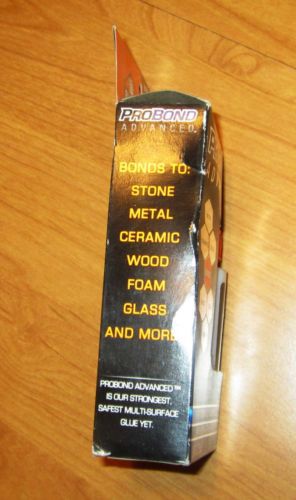 PROBOND
ADVANCED
BONDS TO:
STONE
METAL
CERAMIC
WOOD
FOAM
GLASS
AND MORE
PROBOND ADVANCED™
IS OUR STRONGEST,
SAFEST MULTI-SURFACE
GLUE YET.